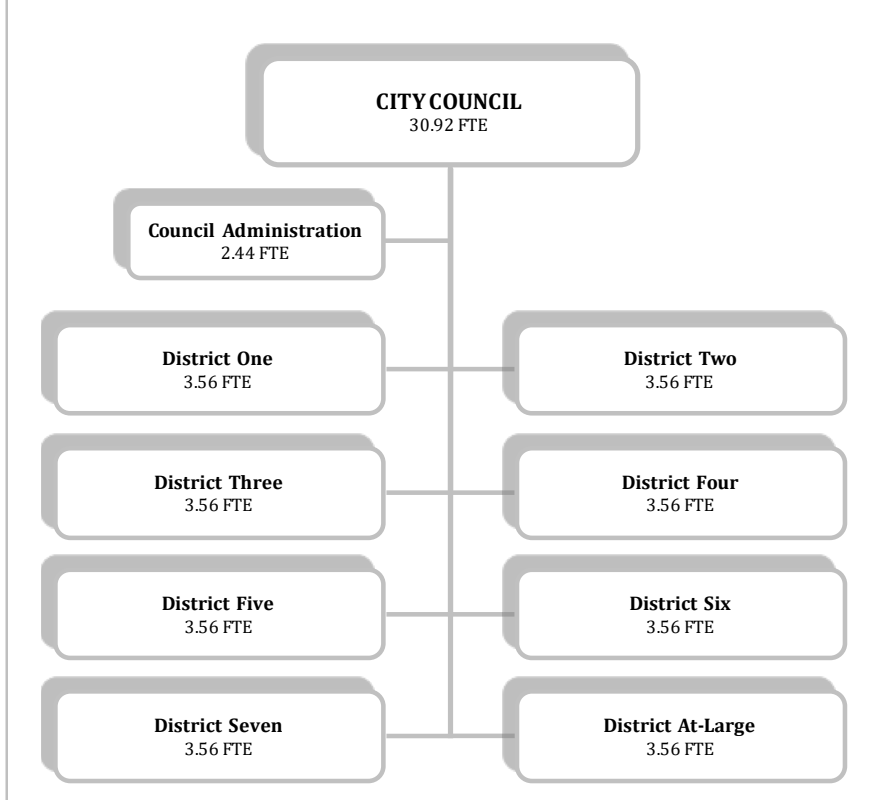 CITY COUNCIL
30.92 FTE
Council Administration
2.44 FTE
District One
3.56 FTE
District Two
3.56 FTE
District Three
3.56 FTE
District Four
3.56 FTE
District Five
3.56 FTE
District Six
3.56 FTE
District Seven
3.56 FTE
District At-Large
3.56 FTE